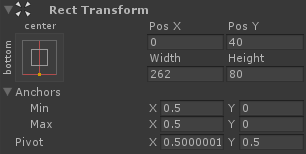 Rect Transform
center
Pos X Pos Y
bottom
0 40
Width Height
262 80
Anchors
Min X 0.5 Y 0
Max X 0.5 Y 0
Pivot X 0.5000001 Y 0.5